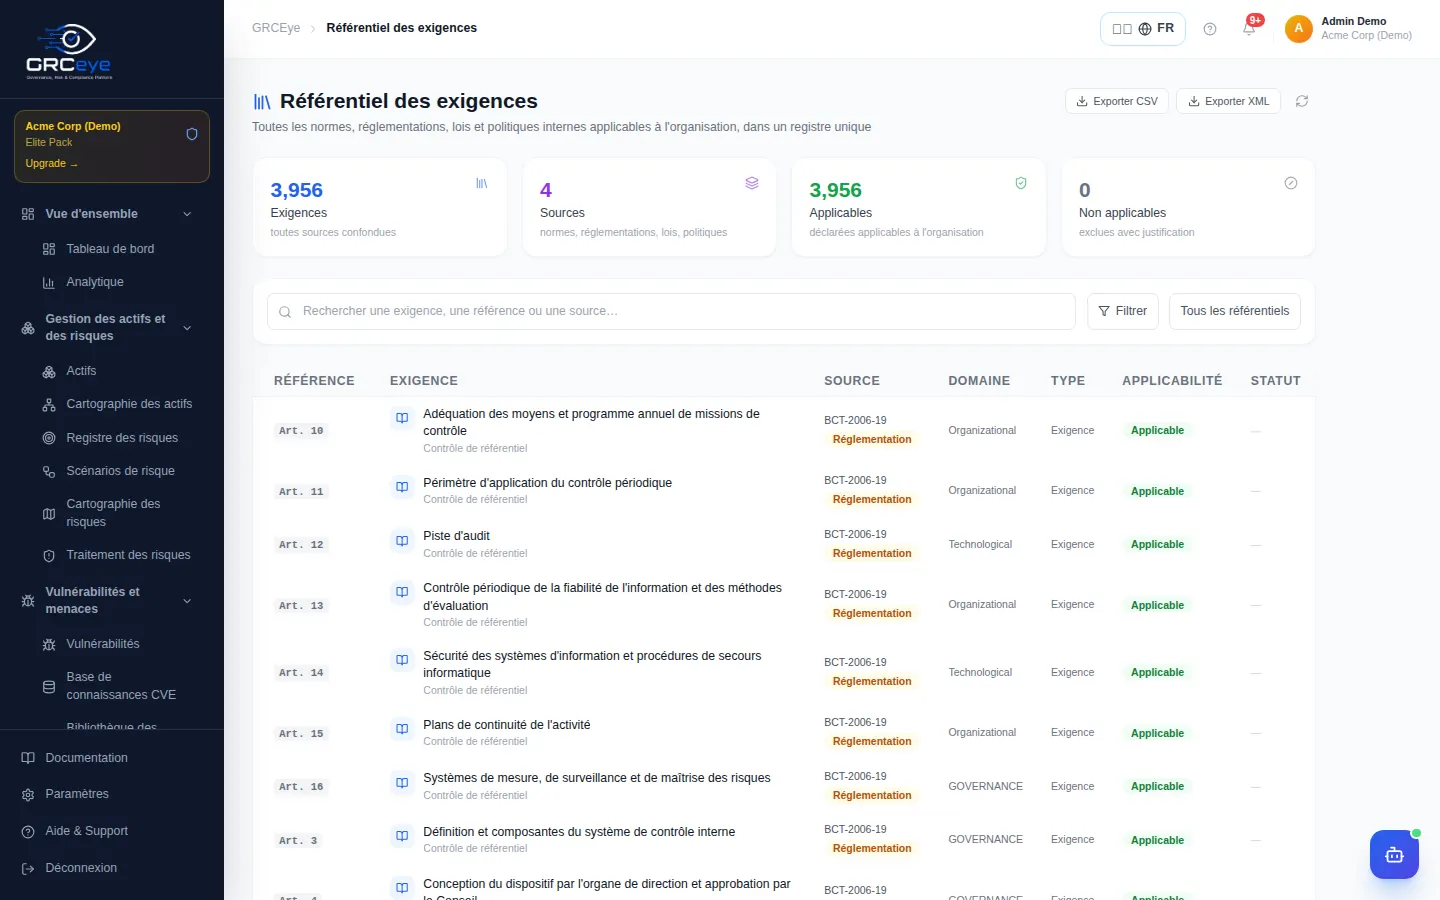 GRCeye
Governance, Risk & Compliance Platform
Acme Corp (Demo)
Elite Pack
Upgrade →
Vue d'ensemble
Tableau de bord
Analytique
Gestion des actifs et
des risques
Actifs
Cartographie des actifs
Registre des risques
Scénarios de risque
Cartographie des
risques
Traitement des risques
Vulnérabilités et
menaces
Vulnérabilités
Base de
connaissances CVE
Bibliothèque des
Documentation
Paramètres
Aide & Support
Déconnexion
GRCEye > Référentiel des exigences
FR
9+
A
Admin Demo
Acme Corp (Demo)
Référentiel des exigences
Toutes les normes, réglementations, lois et politiques internes applicables à l'organisation, dans un registre unique
Exporter CSV
Exporter XML
3,956
Exigences
toutes sources confondues
4
Sources
normes, réglementations, lois, politiques
3,956
Applicables
déclarées applicables à l'organisation
0
Non applicables
exclues avec justification
Rechercher une exigence, une référence ou une source…
Filtrer
Tous les référentiels
RÉFÉRENCE EXIGENCE SOURCE DOMAINE TYPE APPLICABILITÉ STATUT
Art. 10
Adéquation des moyens et programme annuel de missions de
contrôle
Contrôle de référentiel
BCT-2006-19
Réglementation
Organizational
Exigence
Applicable
—
Art. 11
Périmètre d'application du contrôle périodique
Contrôle de référentiel
BCT-2006-19
Réglementation
Organizational
Exigence
Applicable
—
Art. 12
Piste d'audit
Contrôle de référentiel
BCT-2006-19
Réglementation
Technological
Exigence
Applicable
—
Art. 13
Contrôle périodique de la fiabilité de l'information et des méthodes
d'évaluation
Contrôle de référentiel
BCT-2006-19
Réglementation
Organizational
Exigence
Applicable
—
Art. 14
Sécurité des systèmes d'information et procédures de secours
informatique
Contrôle de référentiel
BCT-2006-19
Réglementation
Technological
Exigence
Applicable
—
Art. 15
Plans de continuité de l'activité
Contrôle de référentiel
BCT-2006-19
Réglementation
Organizational
Exigence
Applicable
—
Art. 16
Systèmes de mesure, de surveillance et de maîtrise des risques
Contrôle de référentiel
BCT-2006-19
Réglementation
GOVERNANCE
Exigence
Applicable
—
Art. 3
Définition et composantes du système de contrôle interne
Contrôle de référentiel
BCT-2006-19
Réglementation
GOVERNANCE
Exigence
Applicable
—
Art. 4
Conception du dispositif par l'organe de direction et approbation par
le Conseil
BCT-2006-19
GOVERNANCE
Exigence
Applicable